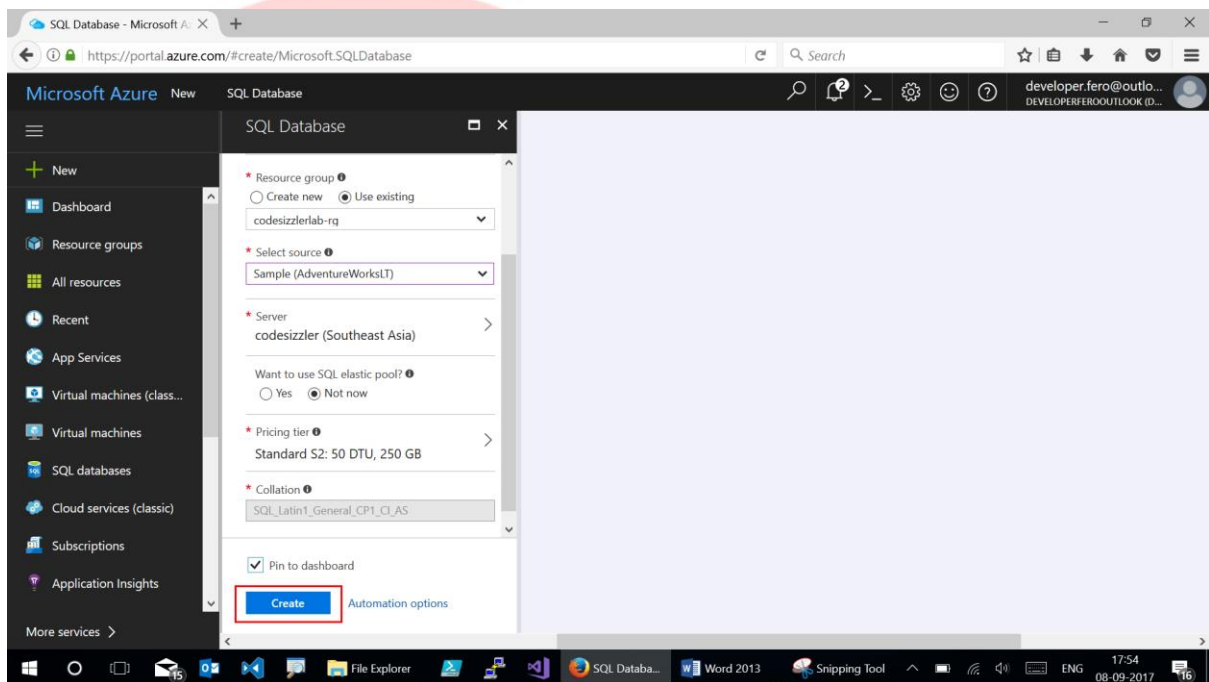 SQL Database - Microsoft A
https://portal.azure.com/#create/Microsoft.SQLDatabase
Search
Microsoft Azure New SQL Database
2
developer.fero@outlo...
DEVELOPERFEROOUTLOOK (D...
SQL Database
New
Dashboard
Resource groups
All resources
Recent
App Services
Virtual machines (class...
Virtual machines
SQL databases
Cloud services (classic)
Subscriptions
Application Insights
More services >
* Resource group
Create new Use existing
codesizzlerlab-rg
* Select source
Sample (AdventureWorksLT)
* Server
codesizzler (Southeast Asia)
Want to use SQL elastic pool?
Yes Not now
* Pricing tier
Standard S2: 50 DTU, 250 GB
* Collation
SQL_Latin1_General_CP1_CI_AS
Pin to dashboard
Create Automation options
15
File Explorer
SQL Databa...
Word 2013
Snipping Tool
ENG
17:54
08-09-2017
16